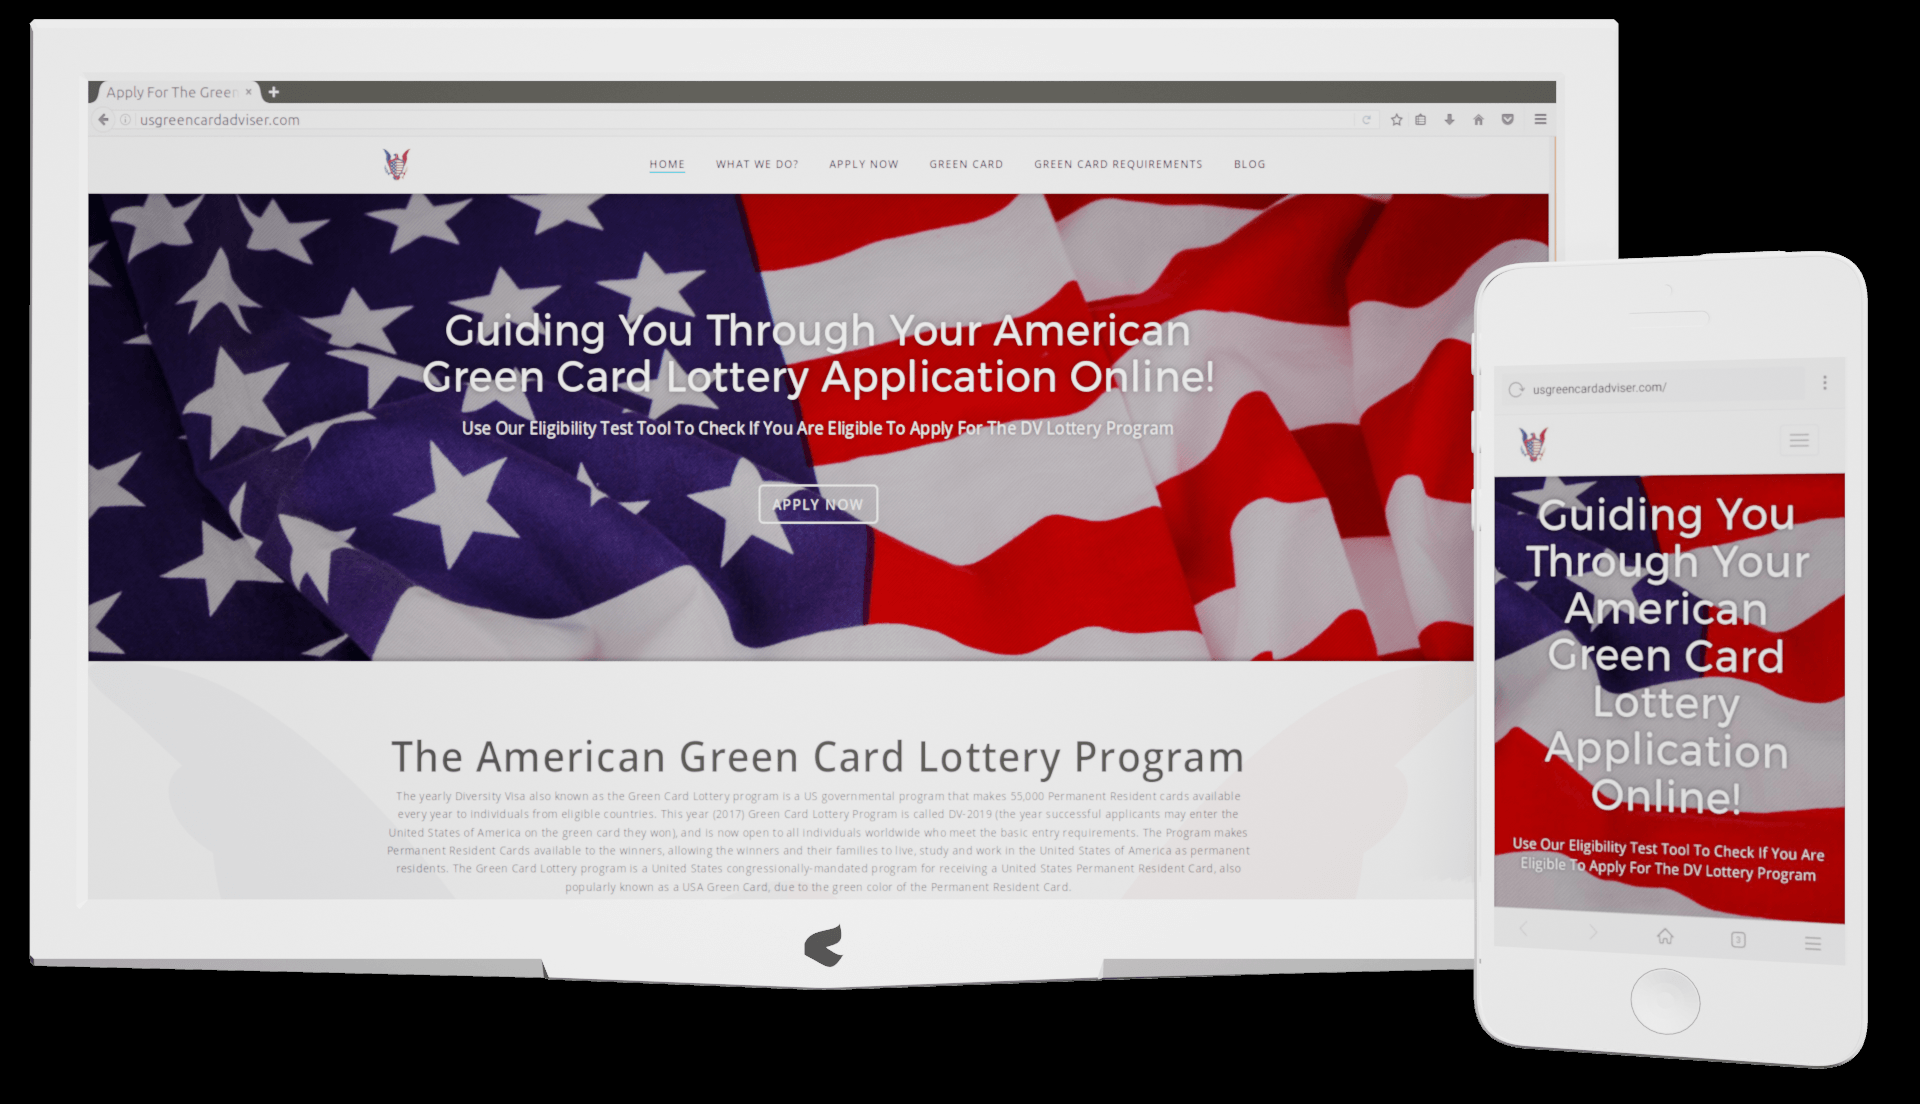 Apply For The Green
usgreencardadviser.com
HOME WHAT WE DO? APPLY NOW GREEN CARD GREEN CARD REQUIREMENTS BLOG
Guiding You Through Your American
Green Card Lottery Application Online!
Use Our Eligibility Test Tool To Check If You Are Eligible To Apply For The DV Lottery Program
APPLY NOW
The American Green Card Lottery Program
The yearly Diversity Visa also known as the Green Card Lottery program is a US governmental program that makes 55,000 Permanent Resident cards available
every year to individuals from eligible countries. This year (2017) Green Card Lottery Program is called DV-2019 (the year successful applicants may enter the
United States of America on the green card they won), and is now open to all individuals worldwide who meet the basic entry requirements. The Program makes
Permanent Resident Cards available to the winners, allowing the winners and their families to live, study and work in the United States of America as permanent
residents. The Green Card Lottery program is a United States congressionally-mandated program for receiving a United States Permanent Resident Card, also
popularly known as a USA Green Card, due to the green color of the Permanent Resident Card.
usgreencardadviser.com/
Guiding You
Through Your
American
Green Card
Lottery
Application
Online!
Use Our Eligibility Test Tool To Check If You Are
Eligible To Apply For The DV Lottery Program
3